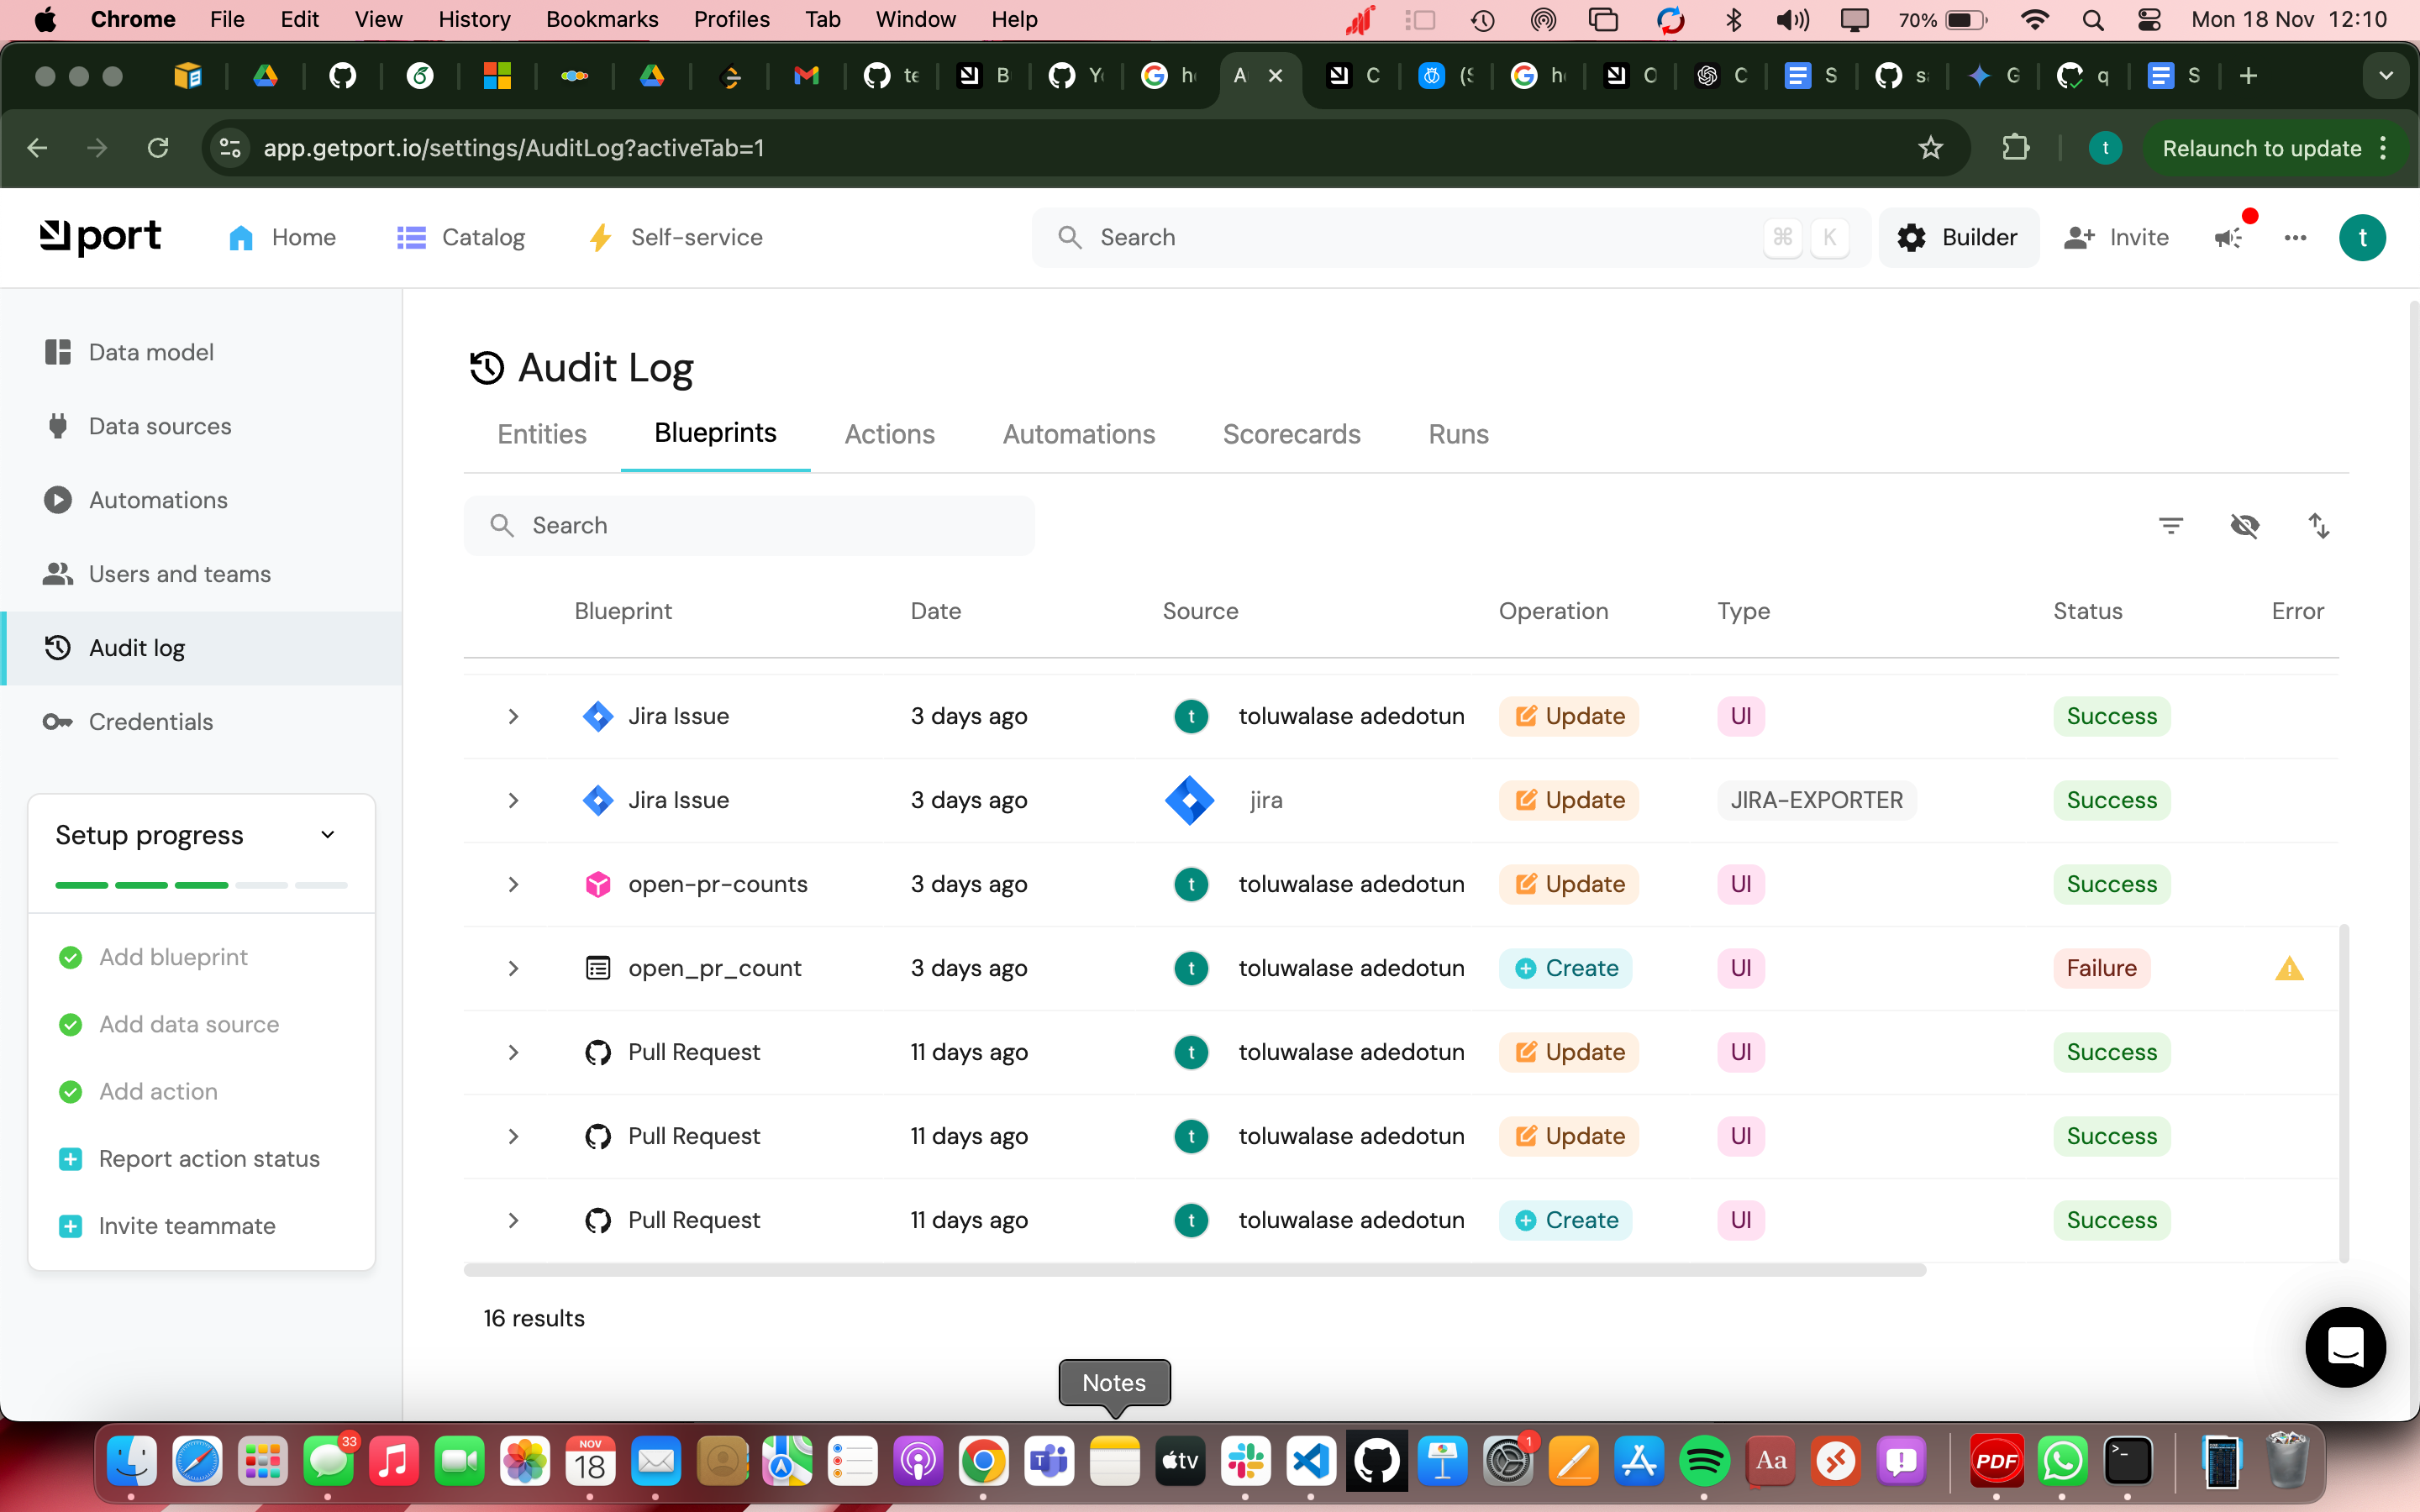 Chrome File Edit View History Bookmarks Profiles Tab Window Help 70% Mon 18 Nov 12:10
te B Yo h A C (S h O C S s G q S
app.getport.io/settings/AuditLog?activeTab=1 t Relaunch to update
port Home Catalog Self-service Search ⌘ K Builder Invite t
Data model
Data sources
Automations
Users and teams
Audit log
Credentials
Setup progress
Add blueprint
Add data source
Add action
Report action status
Invite teammate
Audit Log
Entities Blueprints Actions Automations Scorecards Runs
Search
Blueprint Date Source Operation Type Status Error
Jira Issue 3 days ago t toluwalase adedotun Update UI Success
Jira Issue 3 days ago jira Update JIRA-EXPORTER Success
open-pr-counts 3 days ago t toluwalase adedotun Update UI Success
open_pr_count 3 days ago t toluwalase adedotun Create UI Failure
Pull Request 11 days ago t toluwalase adedotun Update UI Success
Pull Request 11 days ago t toluwalase adedotun Update UI Success
Pull Request 11 days ago t toluwalase adedotun Create UI Success
16 results
Notes
33 NOV 18 tv 1 Aa PDF